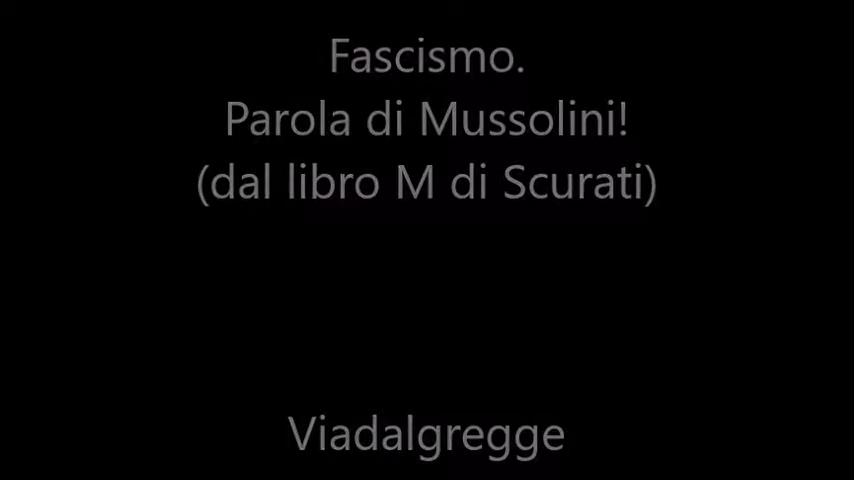 Fascismo.
Parola di Mussolini!
(dal libro M di Scurati)
Viadalgregge